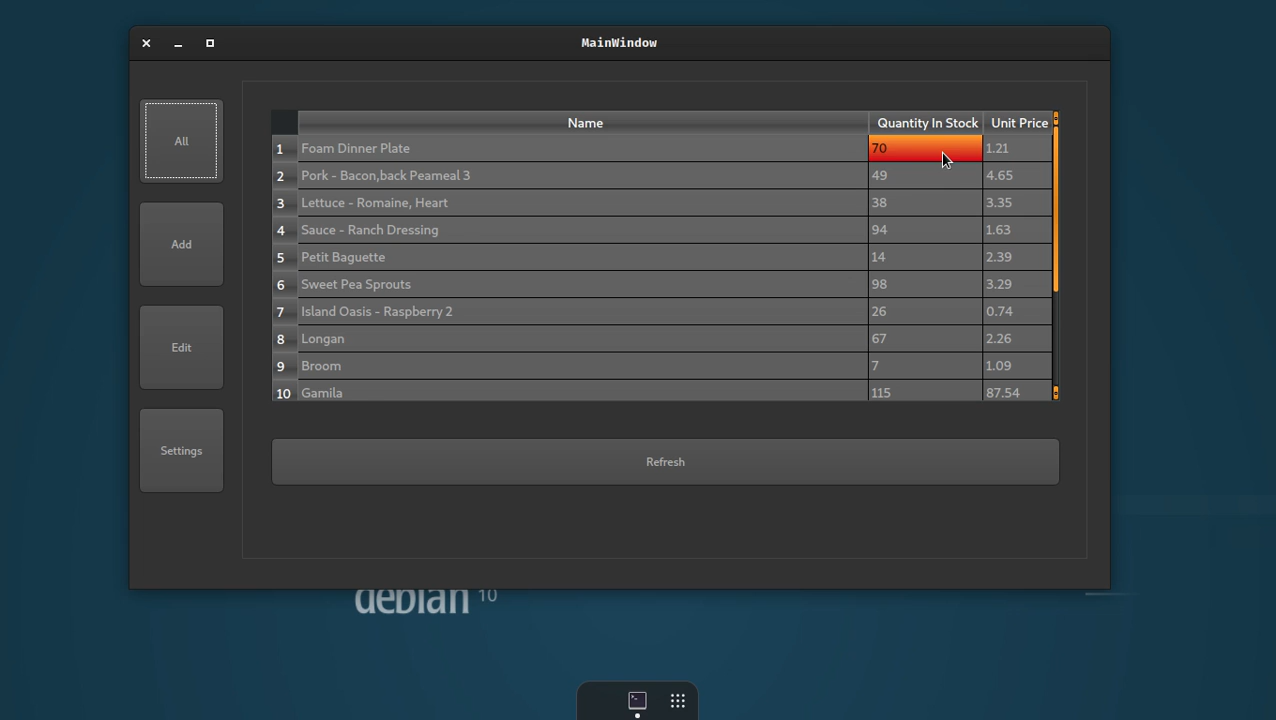 MainWindow
All
Add
Edit
Settings
Name Quantity In Stock Unit Price
1 Foam Dinner Plate 70 1.21
2 Pork - Bacon,back Peameal 3 49 4.65
3 Lettuce - Romaine, Heart 38 3.35
4 Sauce - Ranch Dressing 94 1.63
5 Petit Baguette 14 2.39
6 Sweet Pea Sprouts 98 3.29
7 Island Oasis - Raspberry 2 26 0.74
8 Longan 67 2.26
9 Broom 7 1.09
10 Gamila 115 87.54
Refresh
debian 10